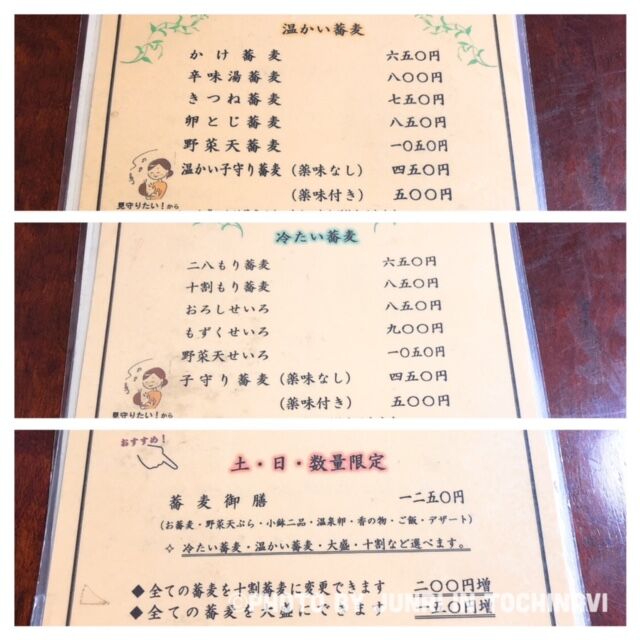 温かい蕎麦
かけ蕎麦 六五〇円
辛味湯蕎麦 八〇〇円
きつね蕎麦 七五〇円
卵とじ蕎麦 八五〇円
野菜天蕎麦 一〇五〇円
温かい子守り蕎麦(薬味なし) 四五〇円
(薬味付き) 五〇〇円
見守りたい!から
冷たい蕎麦
二八もり蕎麦 六五〇円
十割もり蕎麦 八五〇円
おろしせいろ 八五〇円
もずくせいろ 九〇〇円
野菜天せいろ 一〇五〇円
子守り蕎麦(薬味なし) 四五〇円
(薬味付き) 五〇〇円
見守りたい!から
おすすめ!
土・日・数量限定
蕎麦御膳 一二五〇円
(お蕎麦・野菜天ぷら・小鉢二品・温泉卵・香の物・ご飯・デザート)
✧ 冷たい蕎麦・温かい蕎麦・大盛・十割など選べます。
◆全ての蕎麦を十割蕎麦に変更できます 二〇〇円増
◆全ての蕎麦を大盛にできます 一五〇円増
©PHOTO BY JUNRI IN TOCHINAVI